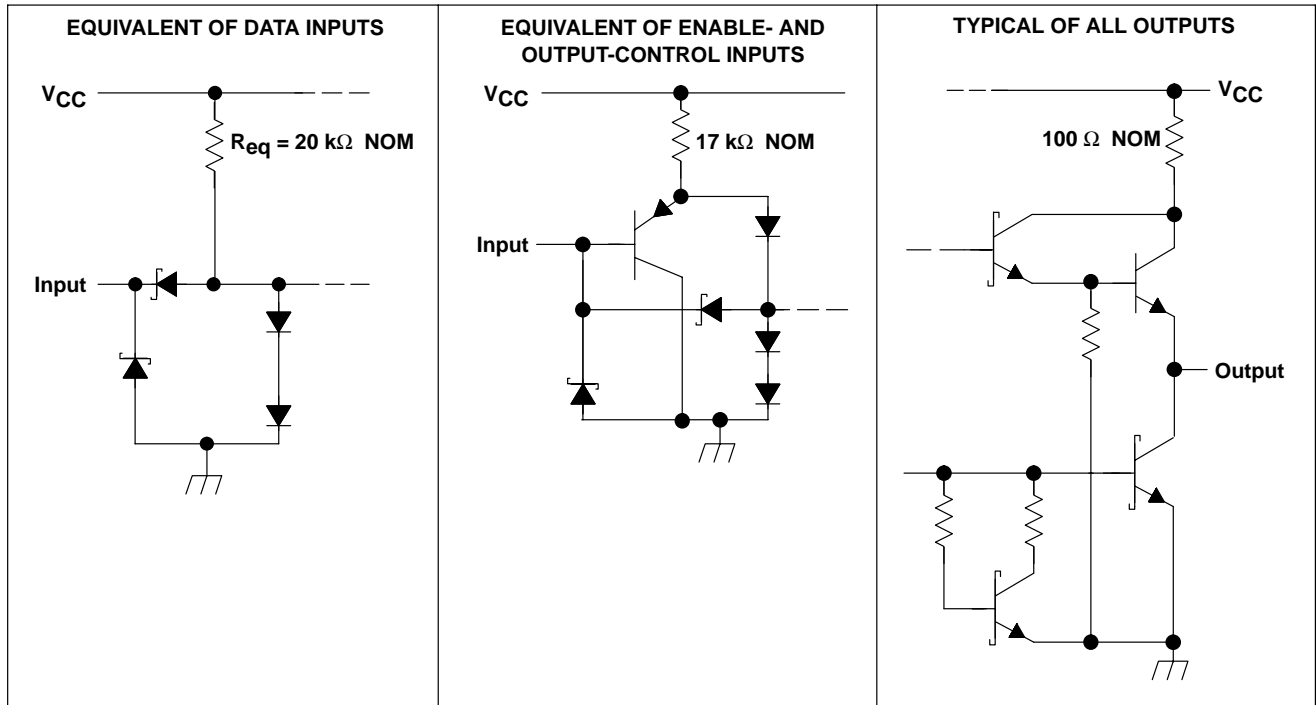 EQUIVALENT OF DATA INPUTS
VCC
Req = 20 kΩ NOM
Input
EQUIVALENT OF ENABLE- AND
OUTPUT-CONTROL INPUTS
VCC
17 kΩ NOM
Input
TYPICAL OF ALL OUTPUTS
VCC
100 Ω NOM
Output